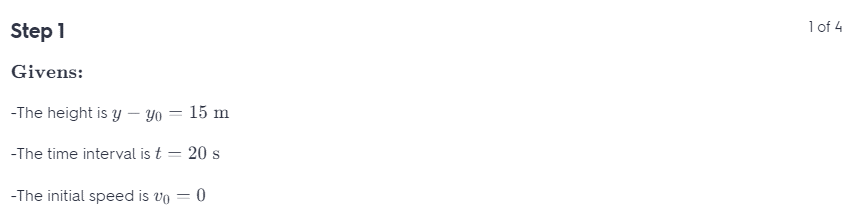 Step 1
1 of 4
Givens:
-The height is y − y₀ = 15 m
-The time interval is t = 20 s
-The initial speed is v₀ = 0